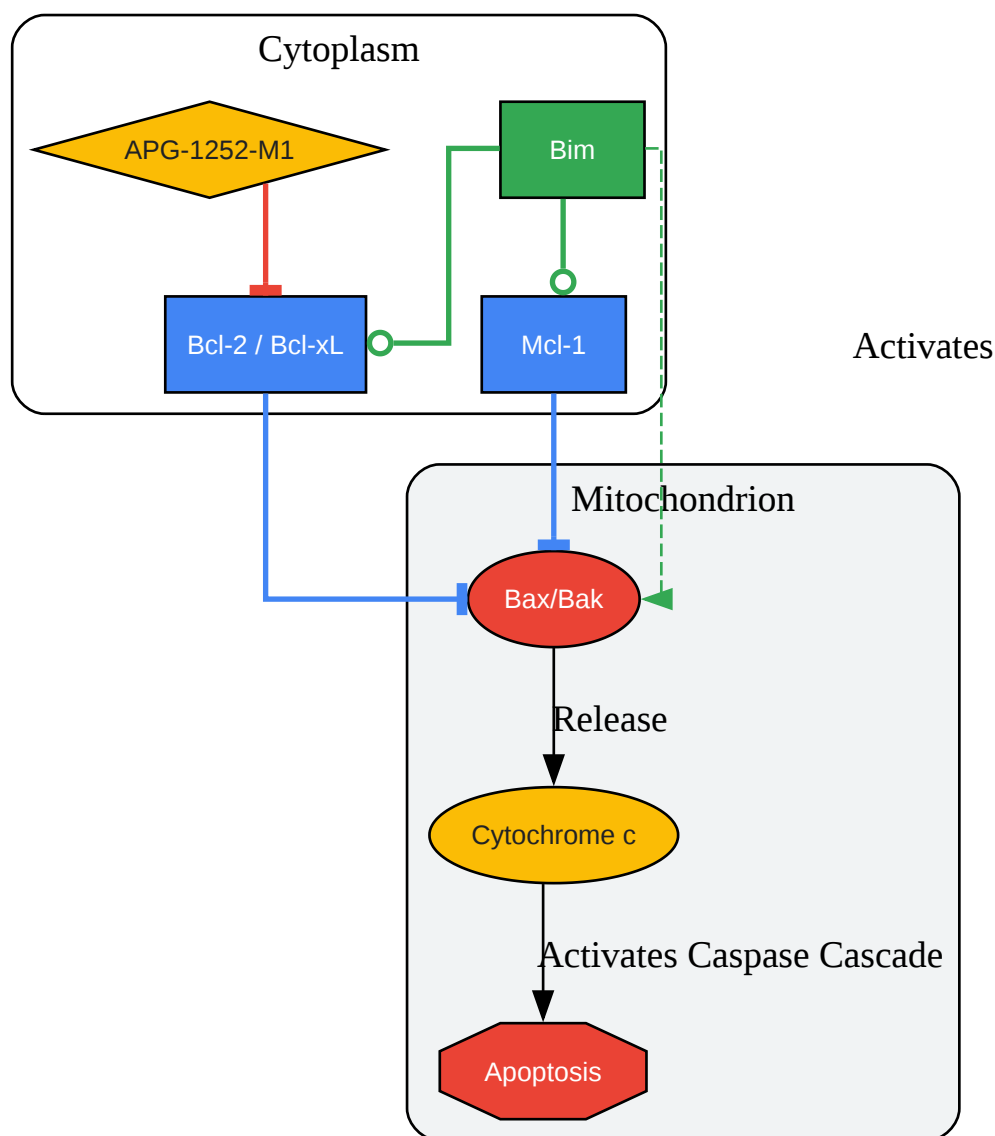 Cytoplasm
APG-1252-M1
Bim
Bcl-2 / Bcl-xL
Mcl-1
Activates
Mitochondrion
Bax/Bak
Release
Cytochrome c
Activates Caspase Cascade
Apoptosis